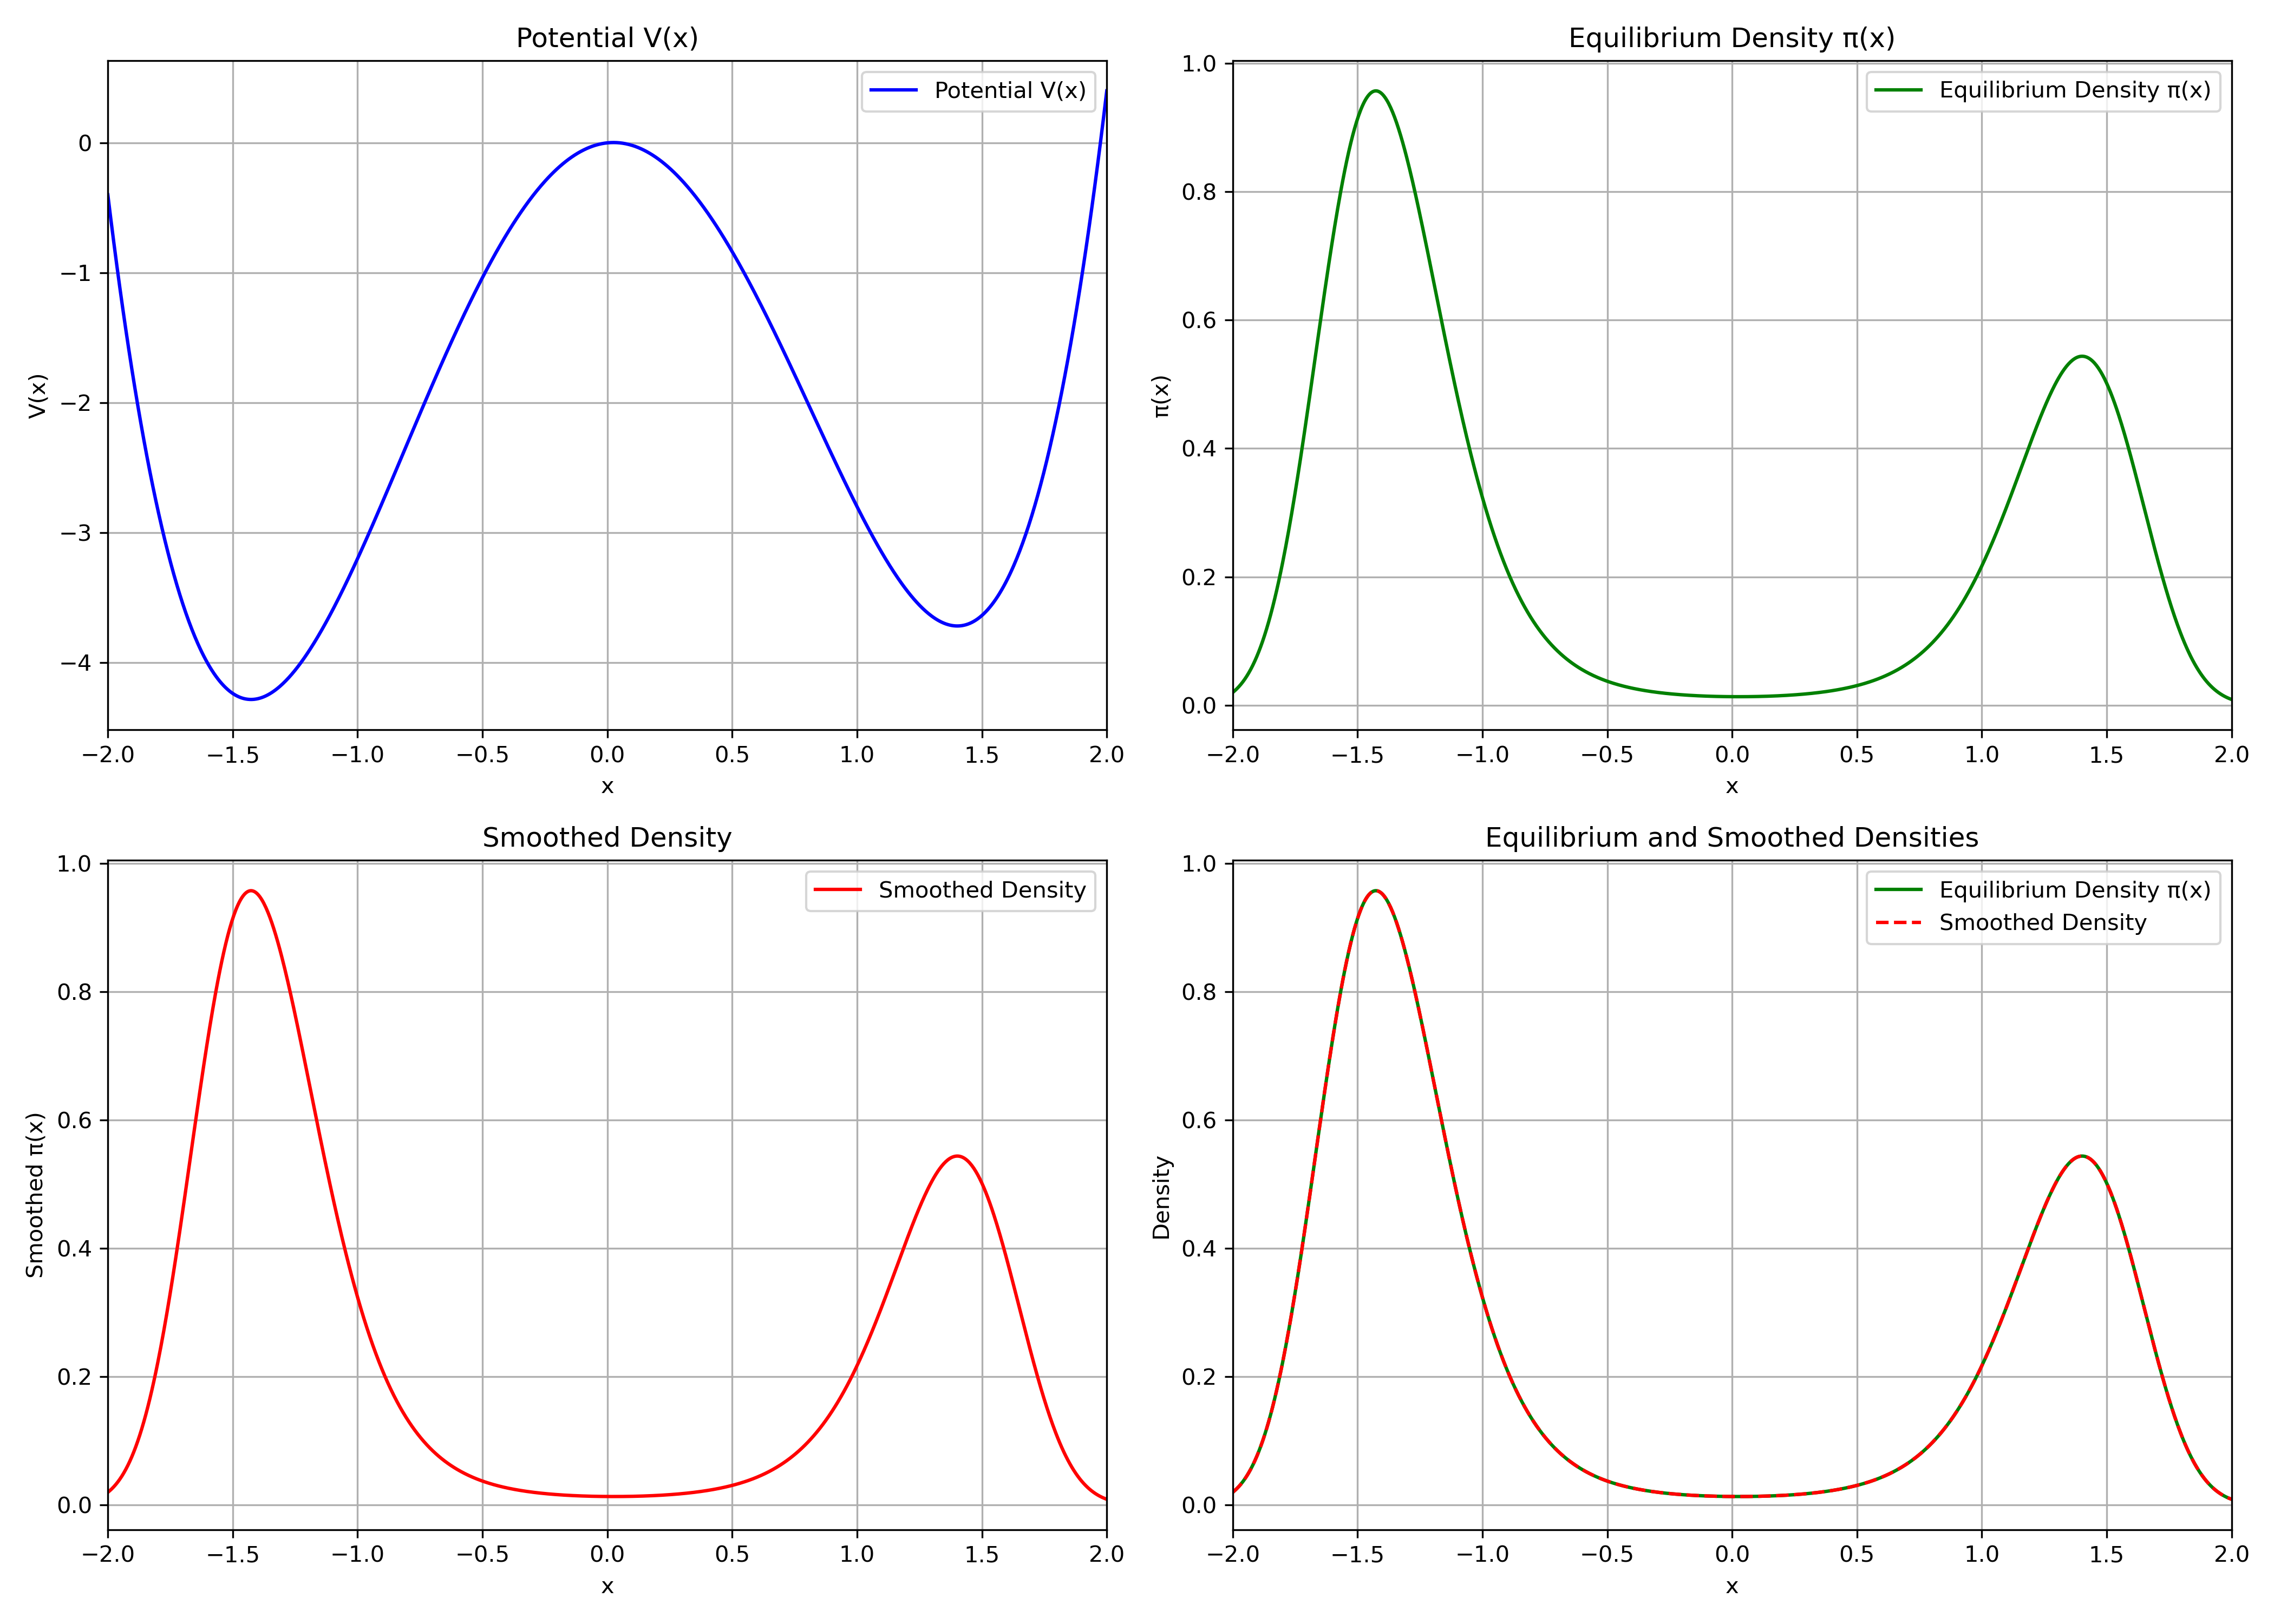 Potential V(x)
Potential V(x)
V(x)
0
−1
−2
−3
−4
−2.0 −1.5 −1.0 −0.5 0.0 0.5 1.0 1.5 2.0
x
Equilibrium Density π(x)
Equilibrium Density π(x)
π(x)
1.0
0.8
0.6
0.4
0.2
0.0
−2.0 −1.5 −1.0 −0.5 0.0 0.5 1.0 1.5 2.0
x
Smoothed Density
Smoothed Density
Smoothed π(x)
1.0
0.8
0.6
0.4
0.2
0.0
−2.0 −1.5 −1.0 −0.5 0.0 0.5 1.0 1.5 2.0
x
Equilibrium and Smoothed Densities
Equilibrium Density π(x)
Smoothed Density
Density
1.0
0.8
0.6
0.4
0.2
0.0
−2.0 −1.5 −1.0 −0.5 0.0 0.5 1.0 1.5 2.0
x